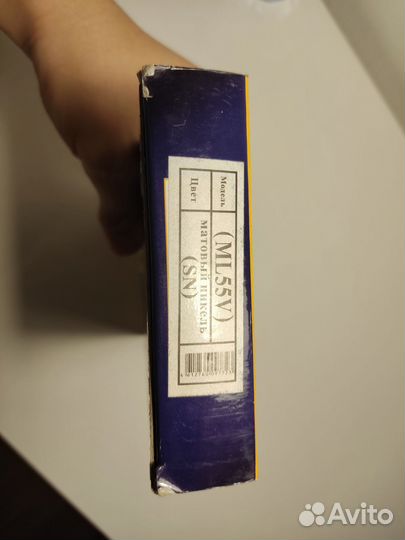 Модель
(ML55V)
Цвет
матовый никель
(SN)
Avito